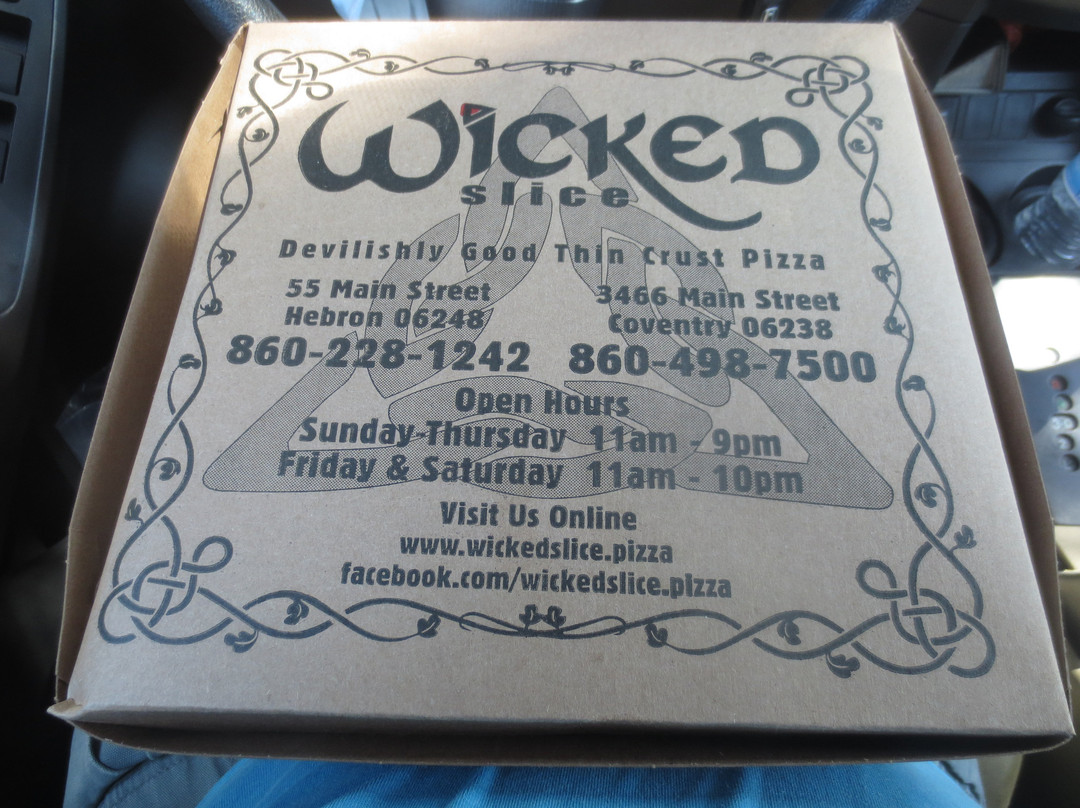 WicKED
slice
Devilishly Good Thin Crust Pizza
55 Main Street
Hebron 06248
860-228-1242
3466 Main Street
Coventry 06238
860-498-7500
Open Hours
Sunday-Thursday 11am - 9pm
Friday & Saturday 11am - 10pm
Visit Us Online
www.wickedslice.pizza
facebook.com/wickedslice.pIzza